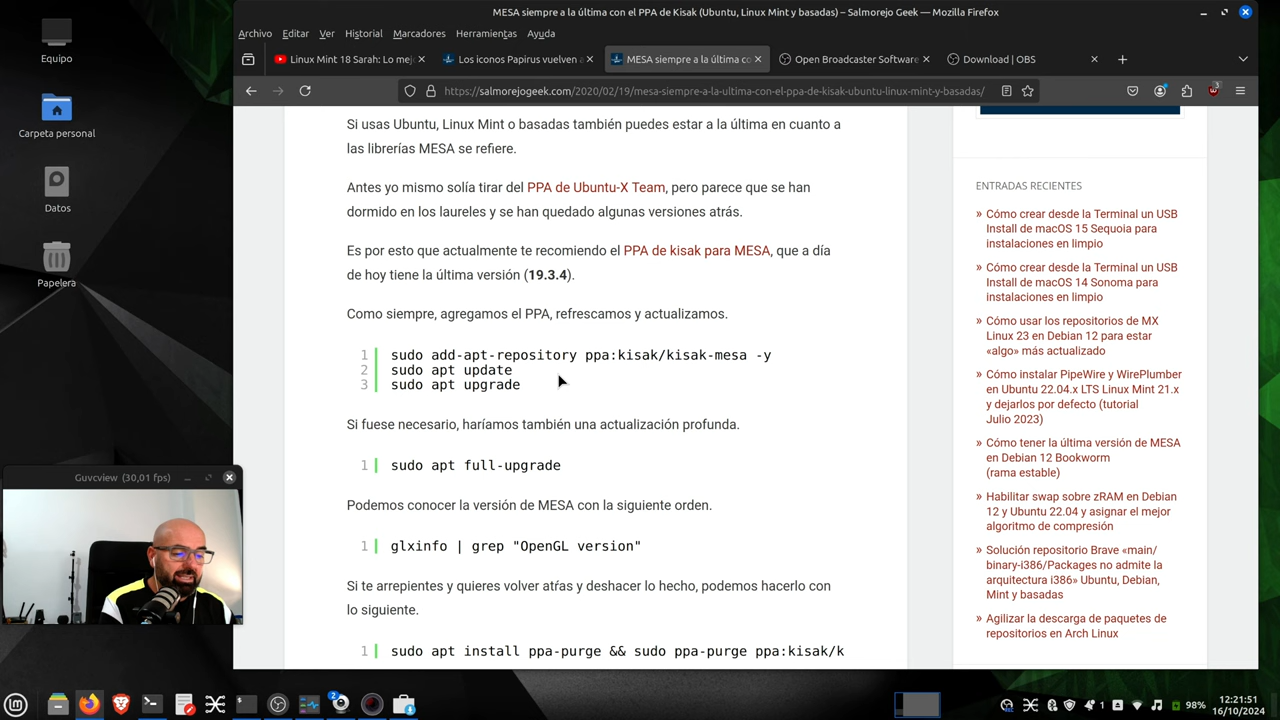 MESA siempre a la última con el PPA de Kisak (Ubuntu, Linux Mint y basadas) – Salmorejo Geek — Mozilla Firefox
Archivo Editar Ver Historial Marcadores Herramientas Ayuda
Linux Mint 18 Sarah: Lo mej
Los iconos Papirus vuelven a
MESA siempre a la última co
Open Broadcaster Software
Download | OBS
https://salmorejogeek.com/2020/02/19/mesa-siempre-a-la-ultima-con-el-ppa-de-kisak-ubuntu-linux-mint-y-basadas/
Equipo
Carpeta personal
Datos
Papelera
Si usas Ubuntu, Linux Mint o basadas también puedes estar a la última en cuanto a
las librerías MESA se refiere.
Antes yo mismo solía tirar del PPA de Ubuntu-X Team, pero parece que se han
dormido en los laureles y se han quedado algunas versiones atrás.
Es por esto que actualmente te recomiendo el PPA de kisak para MESA, que a día
de hoy tiene la última versión (19.3.4).
Como siempre, agregamos el PPA, refrescamos y actualizamos.
1 sudo add-apt-repository ppa:kisak/kisak-mesa -y
2 sudo apt update
3 sudo apt upgrade
Si fuese necesario, haríamos también una actualización profunda.
1 sudo apt full-upgrade
Podemos conocer la versión de MESA con la siguiente orden.
1 glxinfo | grep "OpenGL version"
Si te arrepientes y quieres volver atŕas y deshacer lo hecho, podemos hacerlo con
lo siguiente.
1 sudo apt install ppa-purge && sudo ppa-purge ppa:kisak/k
ENTRADAS RECIENTES
» Cómo crear desde la Terminal un USB
Install de macOS 15 Sequoia para
instalaciones en limpio
» Cómo crear desde la Terminal un USB
Install de macOS 14 Sonoma para
instalaciones en limpio
» Cómo usar los repositorios de MX
Linux 23 en Debian 12 para estar
«algo» más actualizado
» Cómo instalar PipeWire y WirePlumber
en Ubuntu 22.04.x LTS Linux Mint 21.x
y dejarlos por defecto (tutorial
Julio 2023)
» Cómo tener la última versión de MESA
en Debian 12 Bookworm
(rama estable)
» Habilitar swap sobre zRAM en Debian
12 y Ubuntu 22.04 y asignar el mejor
algoritmo de compresión
» Solución repositorio Brave «main/
binary-i386/Packages no admite la
arquitectura i386» Ubuntu, Debian,
Mint y basadas
» Agilizar la descarga de paquetes de
repositorios en Arch Linux
Guvcview (30,01 fps)
2
1
98%
12:21:51
16/10/2024